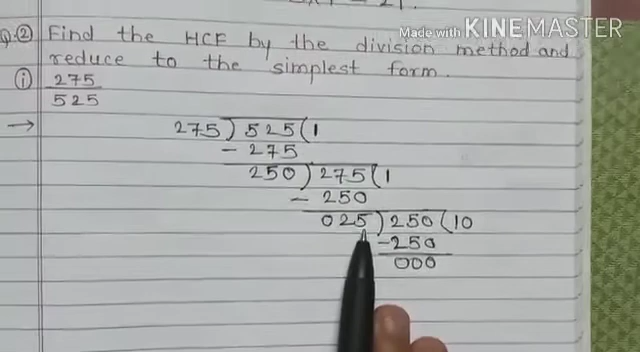 Made with KINEMASTER
Q.② Find the HCF by the division method and
reduce to the simplest form.
ⓘ 275
525
→ 275 ) 525 ( 1
- 275
250 ) 275 ( 1
- 250
025 ) 250 ( 10
- 250
000